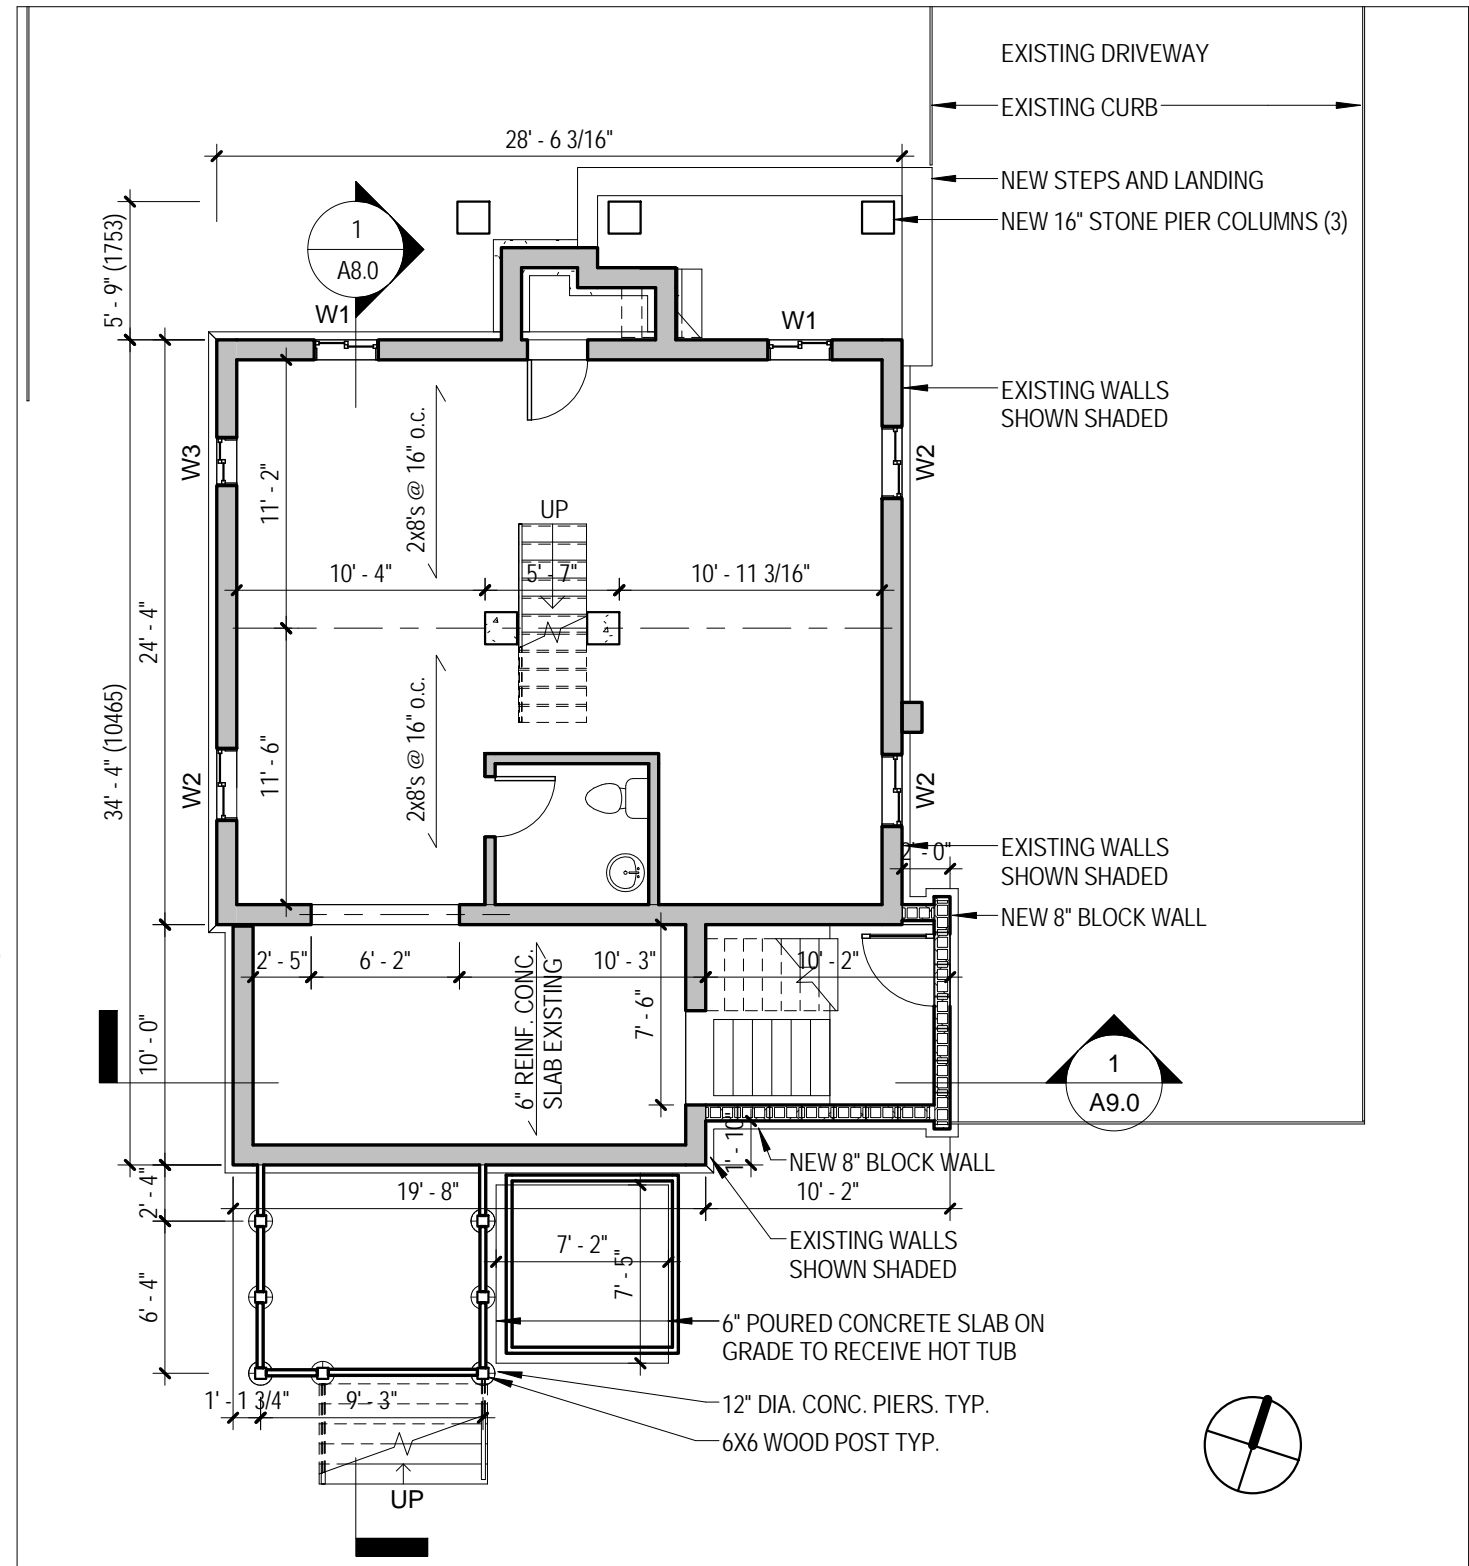 EXISTING DRIVEWAY
EXISTING CURB
28' - 6 3/16"
NEW STEPS AND LANDING
NEW 16" STONE PIER COLUMNS (3)
5' - 9" (1753)
1
A8.0
W1
W1
EXISTING WALLS
SHOWN SHADED
W3
11' - 2"
2x8's @ 16" o.c.
W2
UP
10' - 4"
5' - 7"
10' - 11 3/16"
24' - 4"
34' - 4" (10465)
W2
11' - 6"
2x8's @ 16" o.c.
W2
2' - 0"
EXISTING WALLS
SHOWN SHADED
NEW 8" BLOCK WALL
2' - 5"
6' - 2"
6" REINF. CONC.
SLAB EXISTING
10' - 3"
10' - 2"
7' - 6"
10' - 0"
1
A9.0
1' - 10"
NEW 8" BLOCK WALL
2' - 4"
19' - 8"
10' - 2"
7' - 2"
7' - 5"
EXISTING WALLS
SHOWN SHADED
6' - 4"
6" POURED CONCRETE SLAB ON
GRADE TO RECEIVE HOT TUB
1' - 1 3/4"
9' - 3"
12" DIA. CONC. PIERS. TYP.
6X6 WOOD POST TYP.
UP